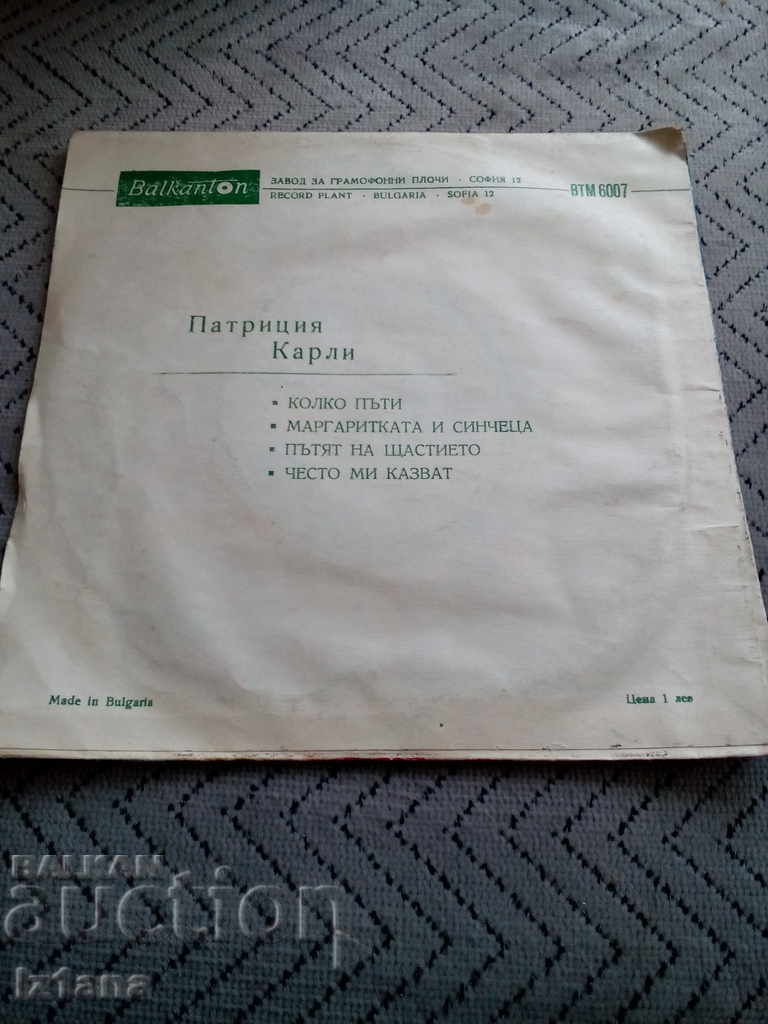 Balkanton
ЗАВОД ЗА ГРАМОФОННИ ПЛОЧИ · СОФИЯ 12
RECORD PLANT · BULGARIA · SOFIA 12
ВТМ 6007
Патриция
Карли
▪ КОЛКО ПЪТИ
▪ МАРГАРИТКАТА И СИНЧЕЦА
▪ ПЪТЯТ НА ЩАСТИЕТО
▪ ЧЕСТО МИ КАЗВАТ
Made in Bulgaria
Цена 1 лев
BALKAN
auction
Iziana